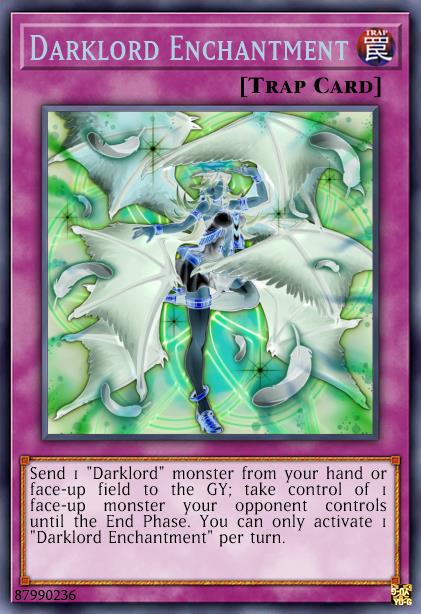 Darklord Enchantment
TRAP
罠
[Trap Card]
Send 1 "Darklord" monster from your hand or
face-up field to the GY; take control of 1
face-up monster your opponent controls
until the End Phase. You can only activate 1
"Darklord Enchantment" per turn.
87990236